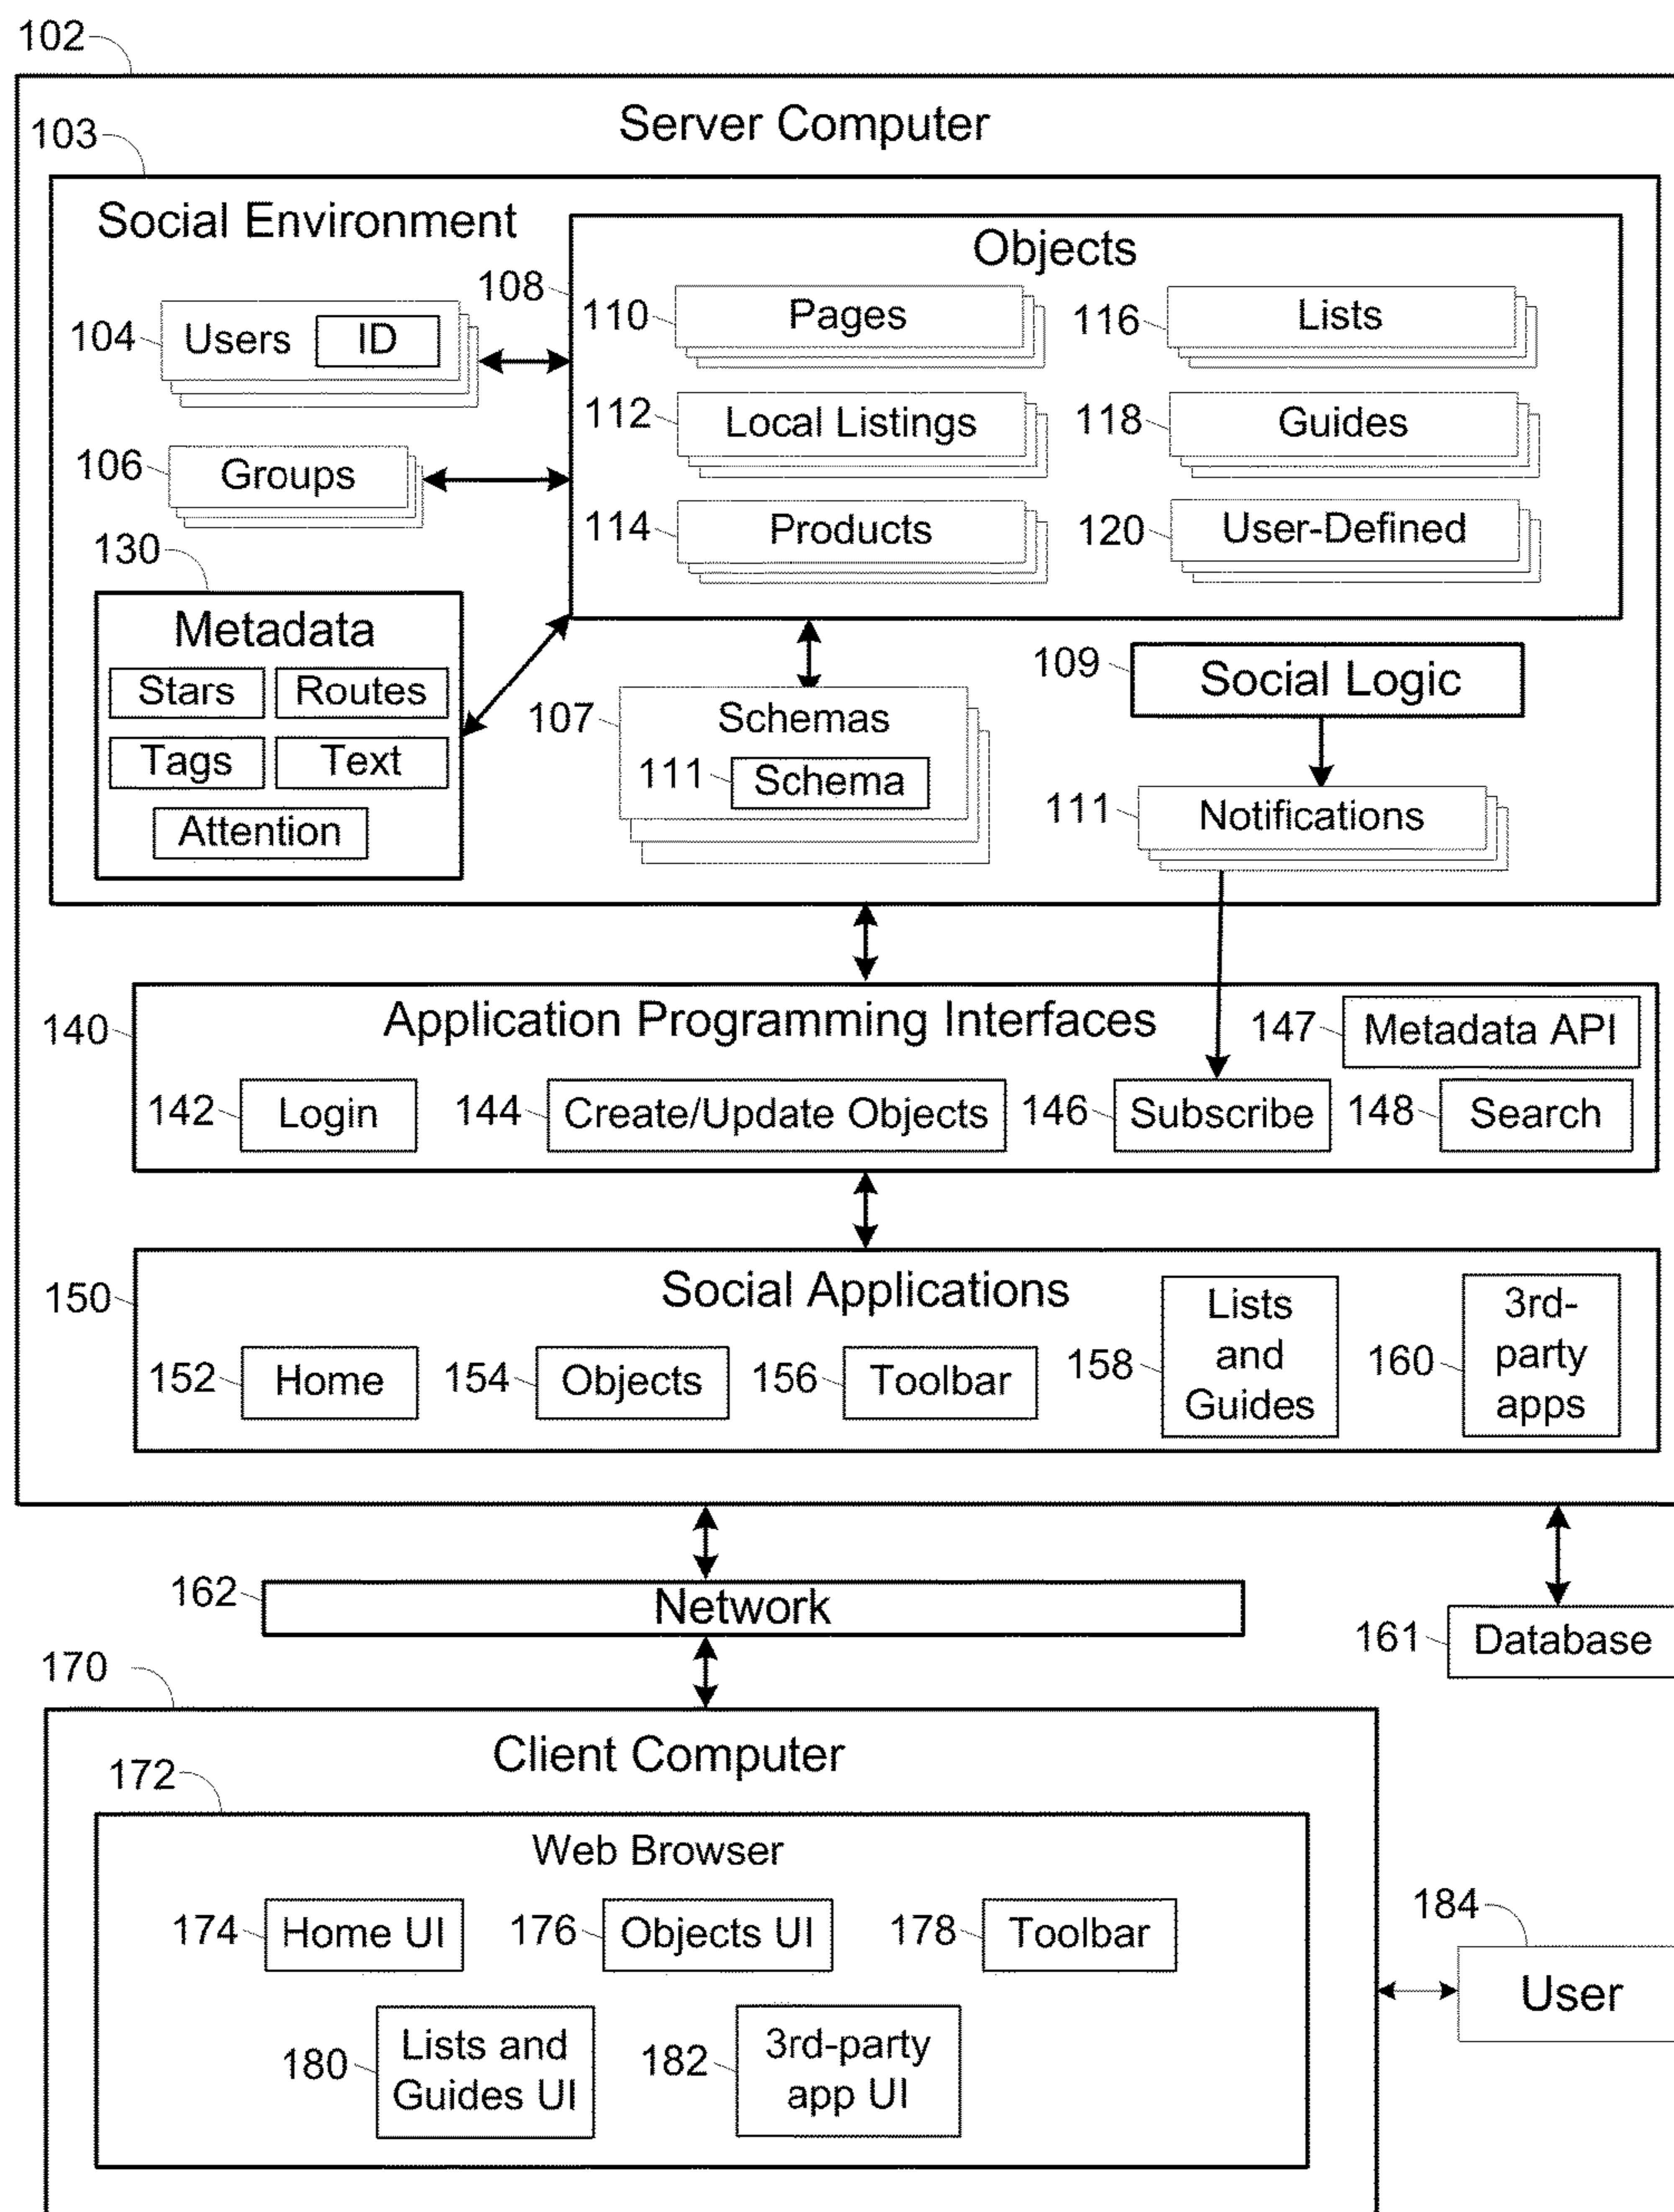 102
Server Computer
103
Social Environment
Objects
108
104
Users
ID
110
Pages
116
Lists
112
Local Listings
118
Guides
106
Groups
114
Products
120
User-Defined
130
Metadata
Stars
Routes
Tags
Text
Attention
107
Schemas
111
Schema
109
Social Logic
111
Notifications
140
Application Programming Interfaces
147
Metadata API
142
Login
144
Create/Update Objects
146
Subscribe
148
Search
150
Social Applications
152
Home
154
Objects
156
Toolbar
158
Lists
and
Guides
160
3rd-
party
apps
162
Network
161
Database
170
Client Computer
172
Web Browser
174
Home UI
176
Objects UI
178
Toolbar
180
Lists and
Guides UI
182
3rd-party
app UI
184
User